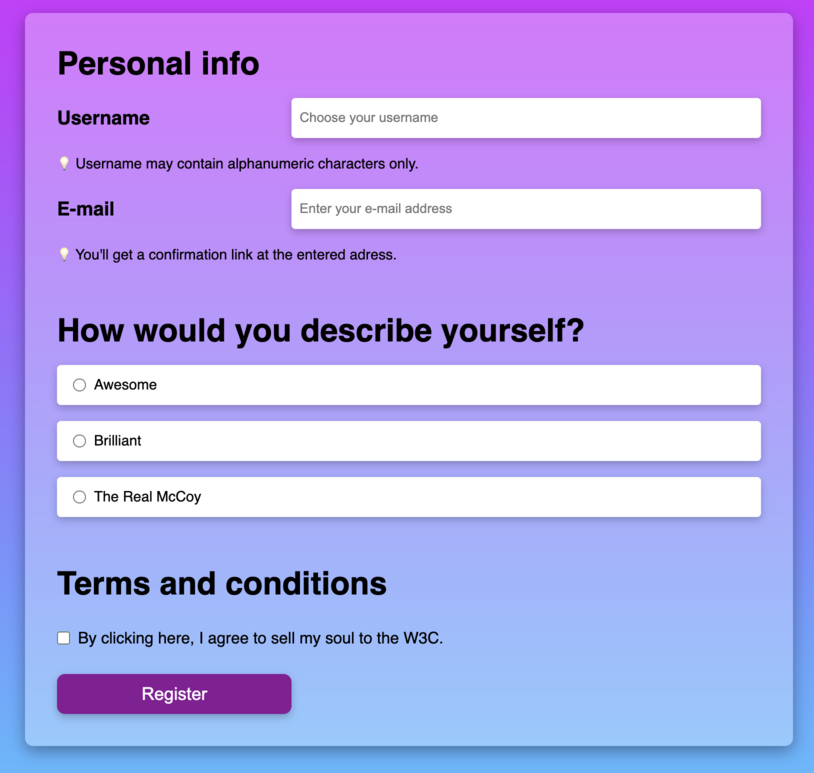 Personal info
Username
Choose your username
💡 Username may contain alphanumeric characters only.
E-mail
Enter your e-mail address
💡 You'll get a confirmation link at the entered adress.
How would you describe yourself?
Awesome
Brilliant
The Real McCoy
Terms and conditions
By clicking here, I agree to sell my soul to the W3C.
Register